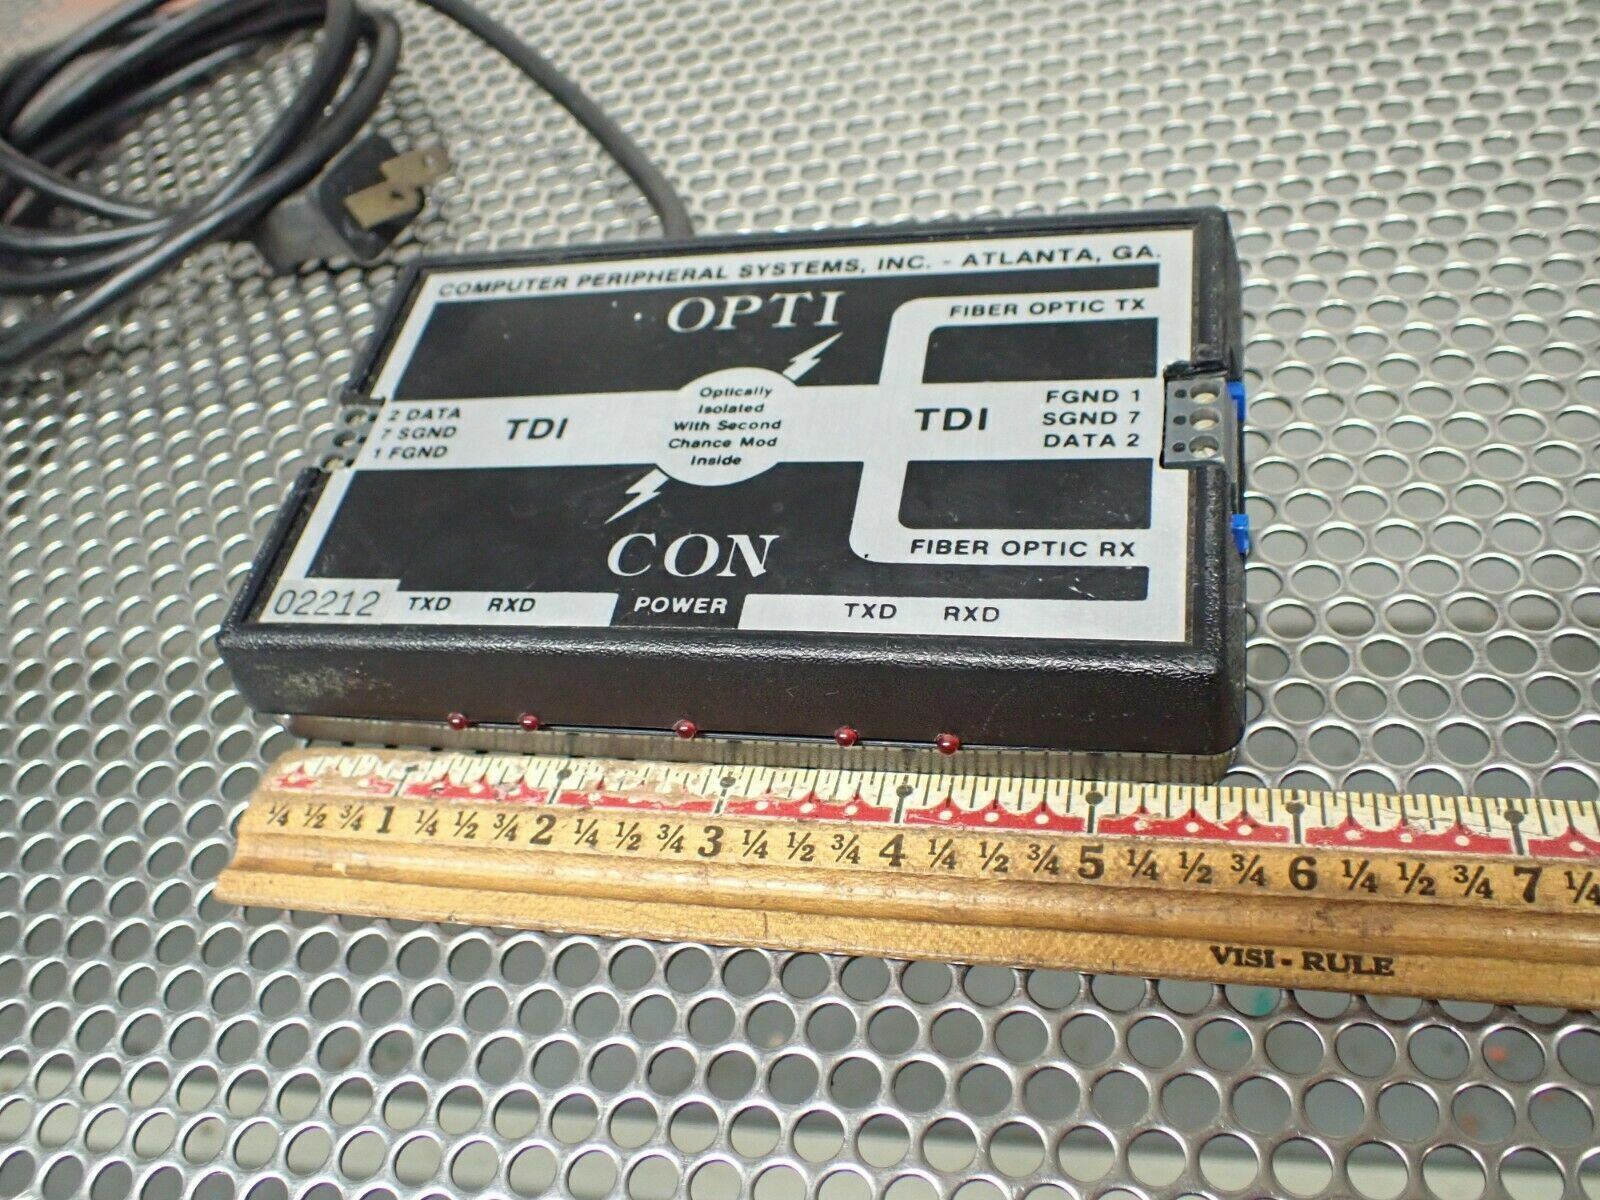 COMPUTER PERIPHERAL SYSTEMS, INC. - ATLANTA, GA.
OPTI
FIBER OPTIC TX
2 DATA
7 SGND
1 FGND
TDI
Optically
Isolated
With Second
Chance Mod
Inside
TDI
FGND 1
SGND 7
DATA 2
CON
FIBER OPTIC RX
02212
TXD RXD POWER TXD RXD
1/4 1/2 3/4 1 1/4 1/2 3/4 2 1/4 1/2 3/4 3 1/4 1/2 3/4 4 1/4 1/2 3/4 5 1/4 1/2 3/4 6 1/4 1/2 3/4 7 1/4
VISI-RULE